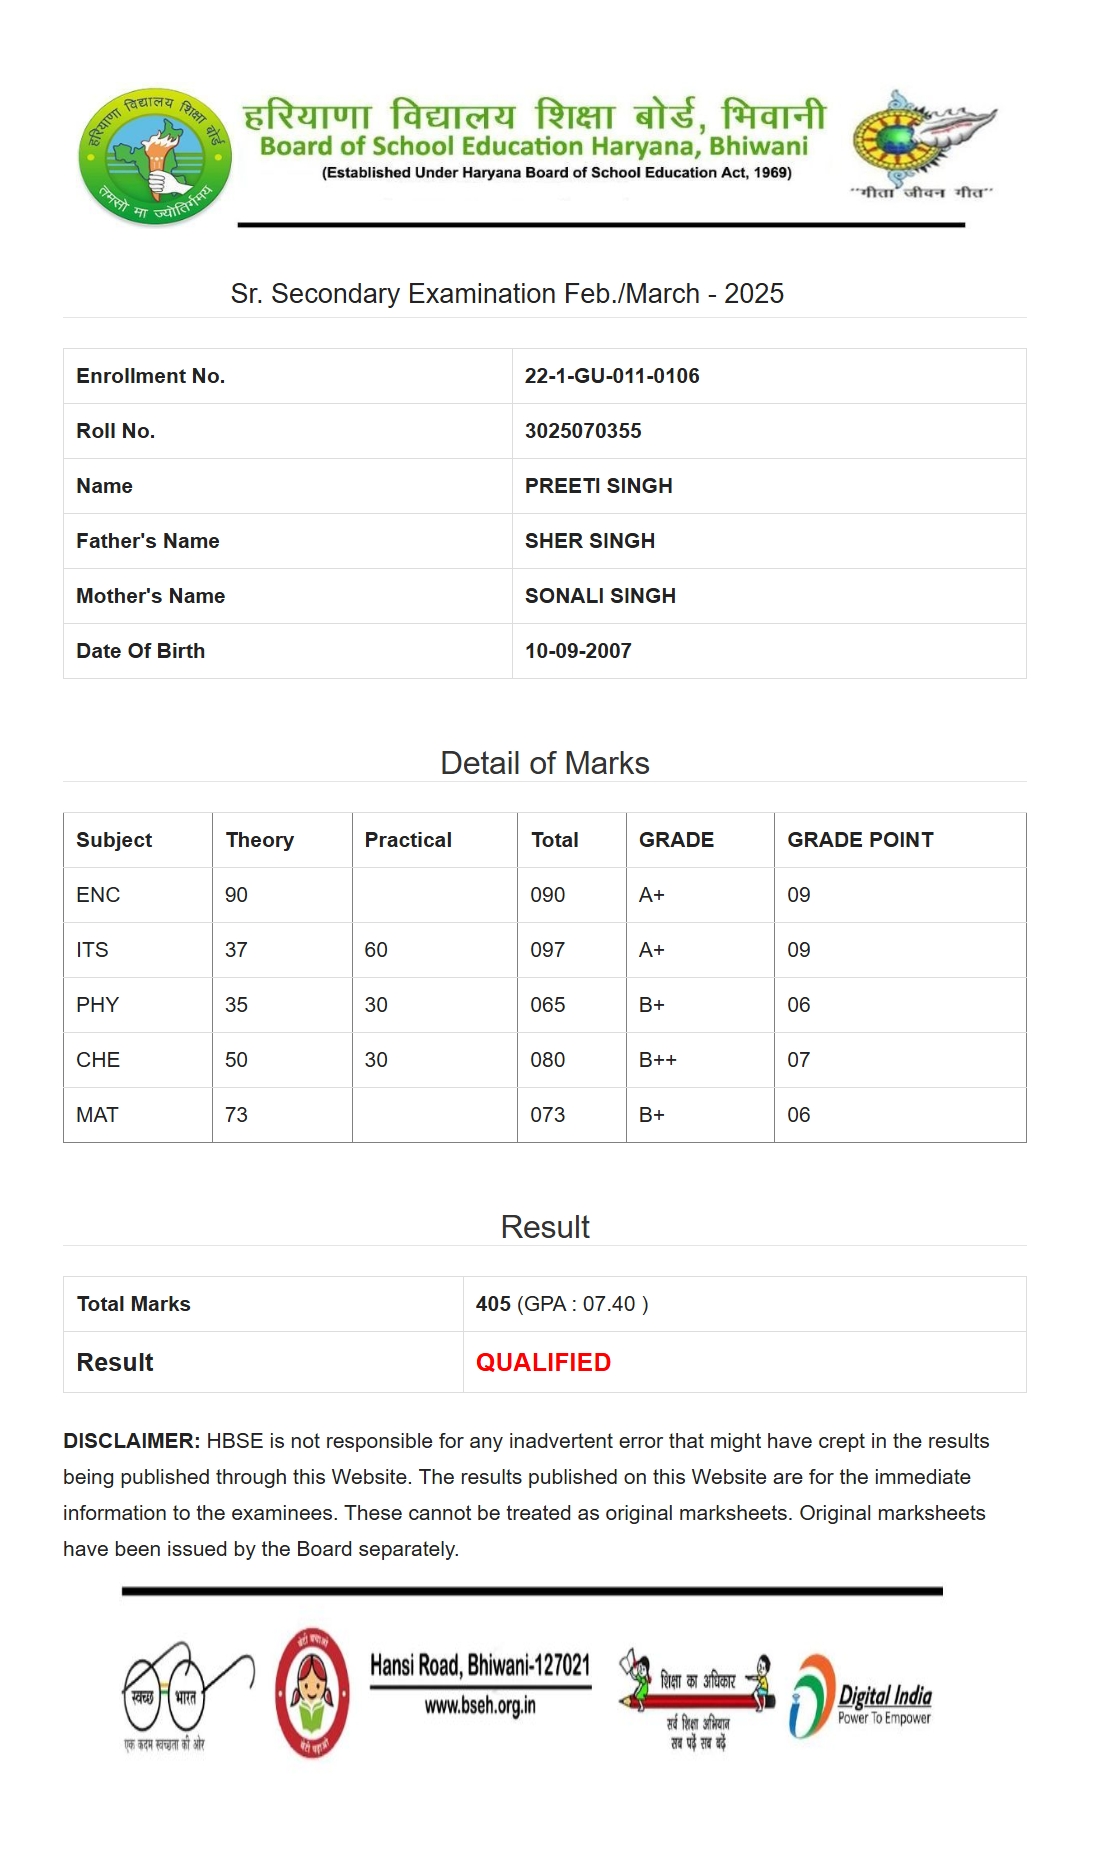 हरियाणा विद्यालय शिक्षा बोर्ड
तमसो मा ज्योतिर्गमय
हरियाणा विद्यालय शिक्षा बोर्ड, भिवानी
Board of School Education Haryana, Bhiwani
(Established Under Haryana Board of School Education Act, 1969)
"गीता जीवन गीत"
Sr. Secondary Examination Feb./March - 2025
Enrollment No. 22-1-GU-011-0106
Roll No. 3025070355
Name PREETI SINGH
Father's Name SHER SINGH
Mother's Name SONALI SINGH
Date Of Birth 10-09-2007
Detail of Marks
Subject Theory Practical Total GRADE GRADE POINT
ENC 90 090 A+ 09
ITS 37 60 097 A+ 09
PHY 35 30 065 B+ 06
CHE 50 30 080 B++ 07
MAT 73 073 B+ 06
Result
Total Marks 405 (GPA : 07.40 )
Result QUALIFIED
DISCLAIMER: HBSE is not responsible for any inadvertent error that might have crept in the results
being published through this Website. The results published on this Website are for the immediate
information to the examinees. These cannot be treated as original marksheets. Original marksheets
have been issued by the Board separately.
स्वच्छ भारत
एक कदम स्वच्छता की ओर
बेटी बचाओ
बेटी पढ़ाओ
Hansi Road, Bhiwani-127021
www.bseh.org.in
शिक्षा का अधिकार
सर्व शिक्षा अभियान
सब पढ़ें सब बढ़ें
Digital India
Power To Empower